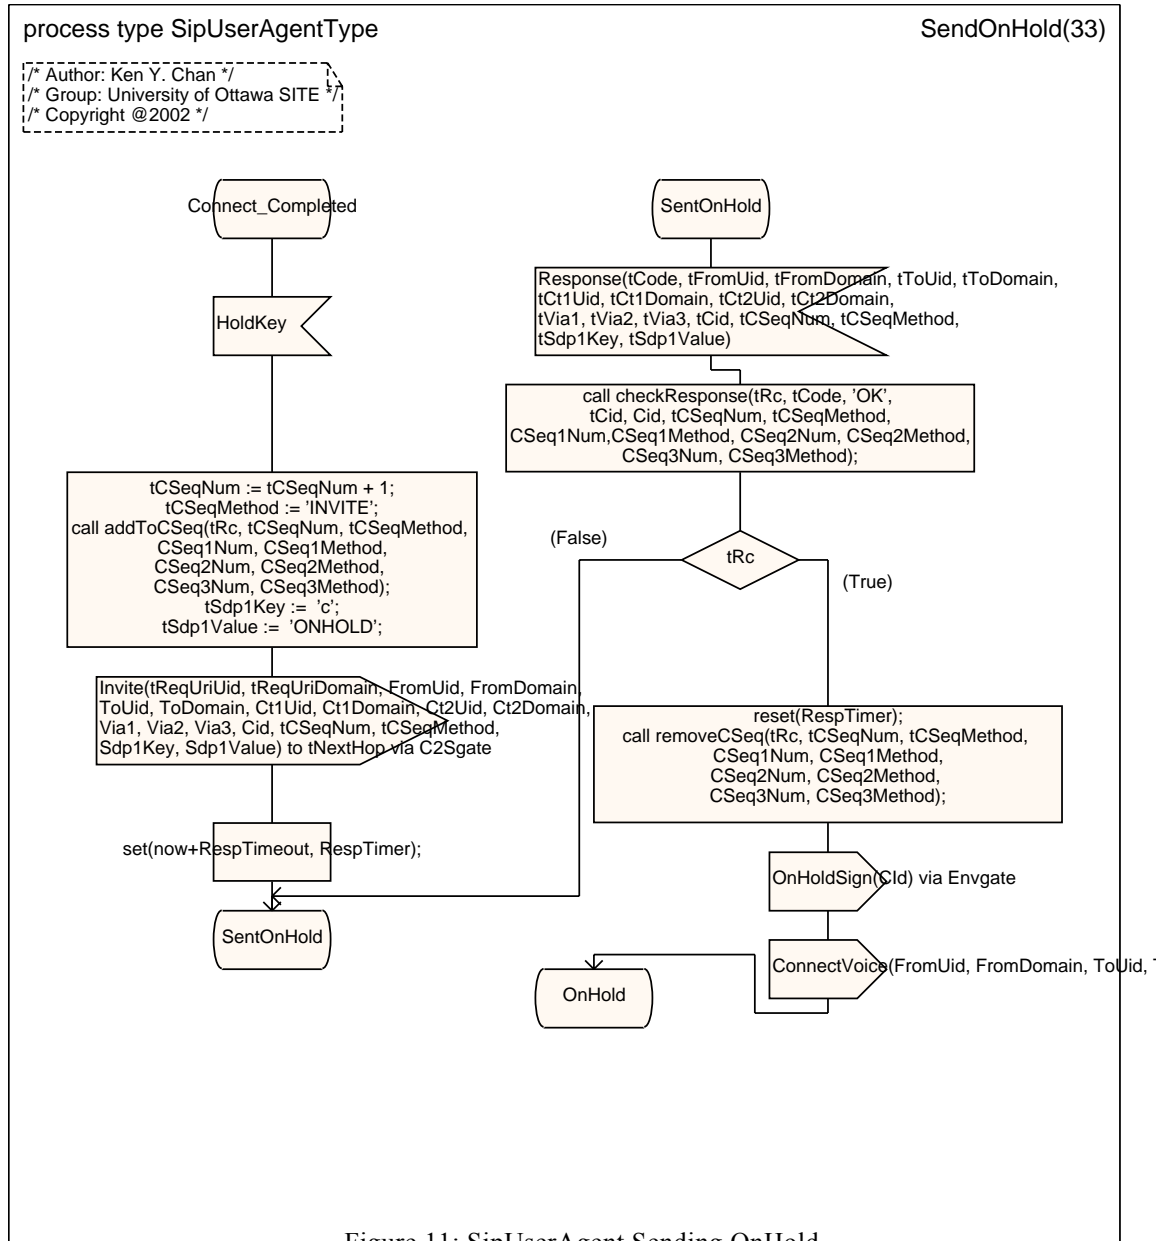 process type SipUserAgentType
SendOnHold(33)
/* Author: Ken Y. Chan */
/* Group: University of Ottawa SITE */
/* Copyright @2002 */
Connect_Completed
HoldKey
tCSeqNum := tCSeqNum + 1;
tCSeqMethod := 'INVITE';
call addToCSeq(tRc, tCSeqNum, tCSeqMethod,
CSeq1Num, CSeq1Method,
CSeq2Num, CSeq2Method,
CSeq3Num, CSeq3Method);
tSdp1Key := 'c';
tSdp1Value := 'ONHOLD';
Invite(tReqUriUid, tReqUriDomain, FromUid, FromDomain,
ToUid, ToDomain, Ct1Uid, Ct1Domain, Ct2Uid, Ct2Domain,
Via1, Via2, Via3, Cid, tCSeqNum, tCSeqMethod,
Sdp1Key, Sdp1Value) to tNextHop via C2Sgate
set(now+RespTimeout, RespTimer);
SentOnHold
SentOnHold
Response(tCode, tFromUid, tFromDomain, tToUid, tToDomain,
tCt1Uid, tCt1Domain, tCt2Uid, tCt2Domain,
tVia1, tVia2, tVia3, tCid, tCSeqNum, tCSeqMethod,
tSdp1Key, tSdp1Value)
call checkResponse(tRc, tCode, 'OK',
tCid, Cid, tCSeqNum, tCSeqMethod,
CSeq1Num,CSeq1Method, CSeq2Num, CSeq2Method,
CSeq3Num, CSeq3Method);
tRc
(False)
(True)
reset(RespTimer);
call removeCSeq(tRc, tCSeqNum, tCSeqMethod,
CSeq1Num, CSeq1Method,
CSeq2Num, CSeq2Method,
CSeq3Num, CSeq3Method);
OnHoldSign(CId) via Envgate
ConnectVoice(FromUid, FromDomain, ToUid,
OnHold
Figure 11: SipUserAgent Sending OnHold